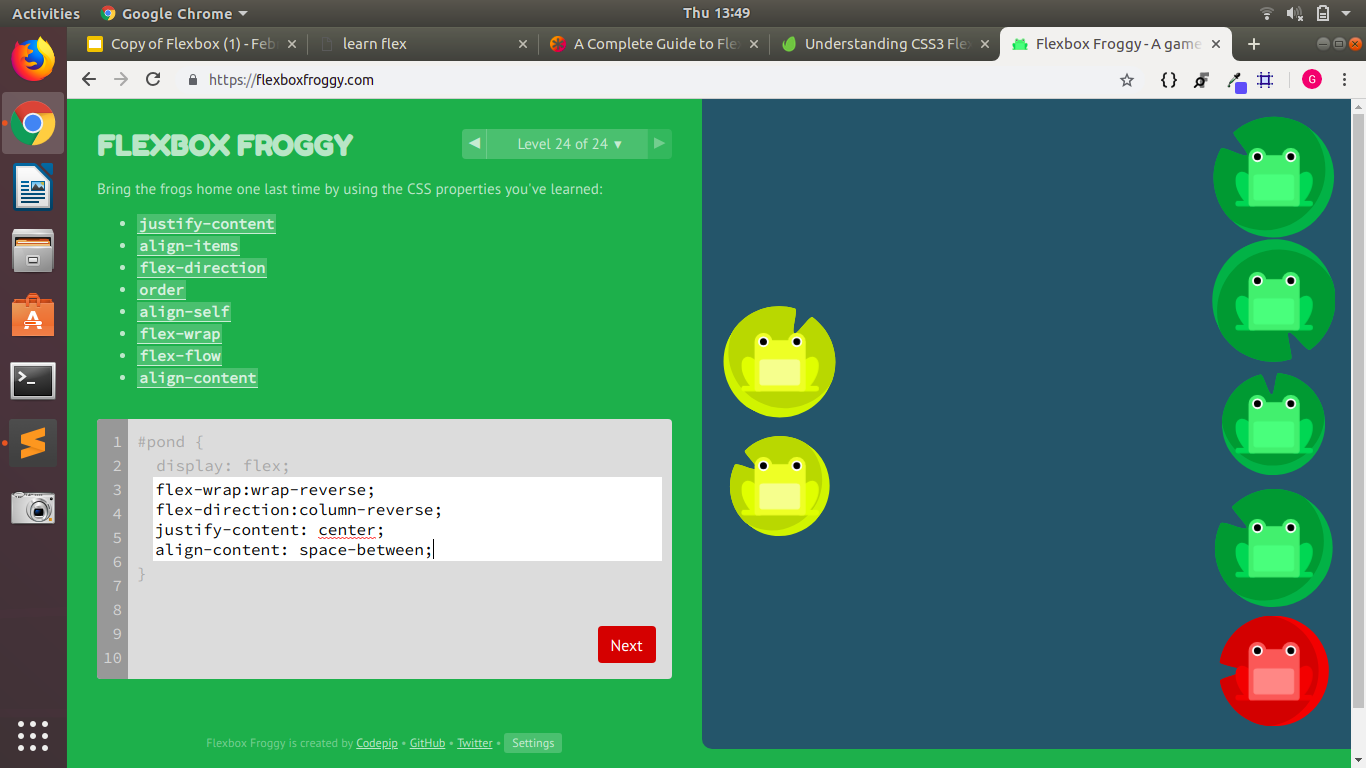 Activities Google Chrome Thu 13:49
Copy of Flexbox (1) - Feb learn flex A Complete Guide to Fle Understanding CSS3 Fle Flexbox Froggy - A game
https://flexboxfroggy.com G
FLEXBOX FROGGY
Level 24 of 24
Bring the frogs home one last time by using the CSS properties you've learned:
justify-content
align-items
flex-direction
order
align-self
flex-wrap
flex-flow
align-content
1 #pond {
2 display: flex;
3 flex-wrap:wrap-reverse;
4 flex-direction:column-reverse;
5 justify-content: center;
6 align-content: space-between;
7 }
8
9
10
Next
Flexbox Froggy is created by Codepip • GitHub • Twitter • Settings